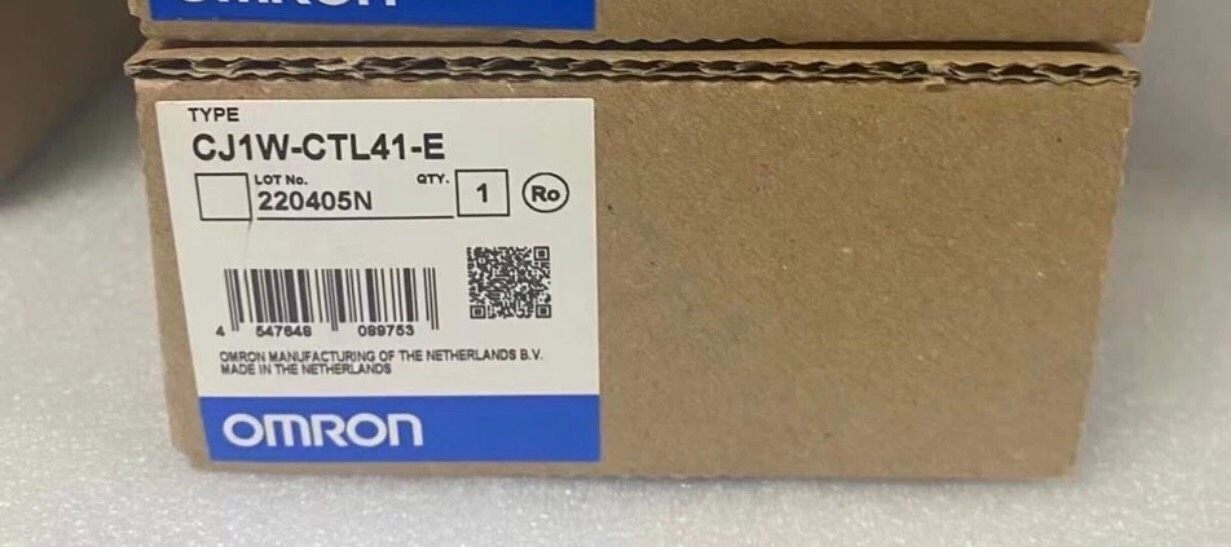 OMRON
TYPE
CJ1W-CTL41-E
LOT No. QTY.
220405N 1 Ro
4 547648 089753
OMRON MANUFACTURING OF THE NETHERLANDS B.V.
MADE IN THE NETHERLANDS
OMRON